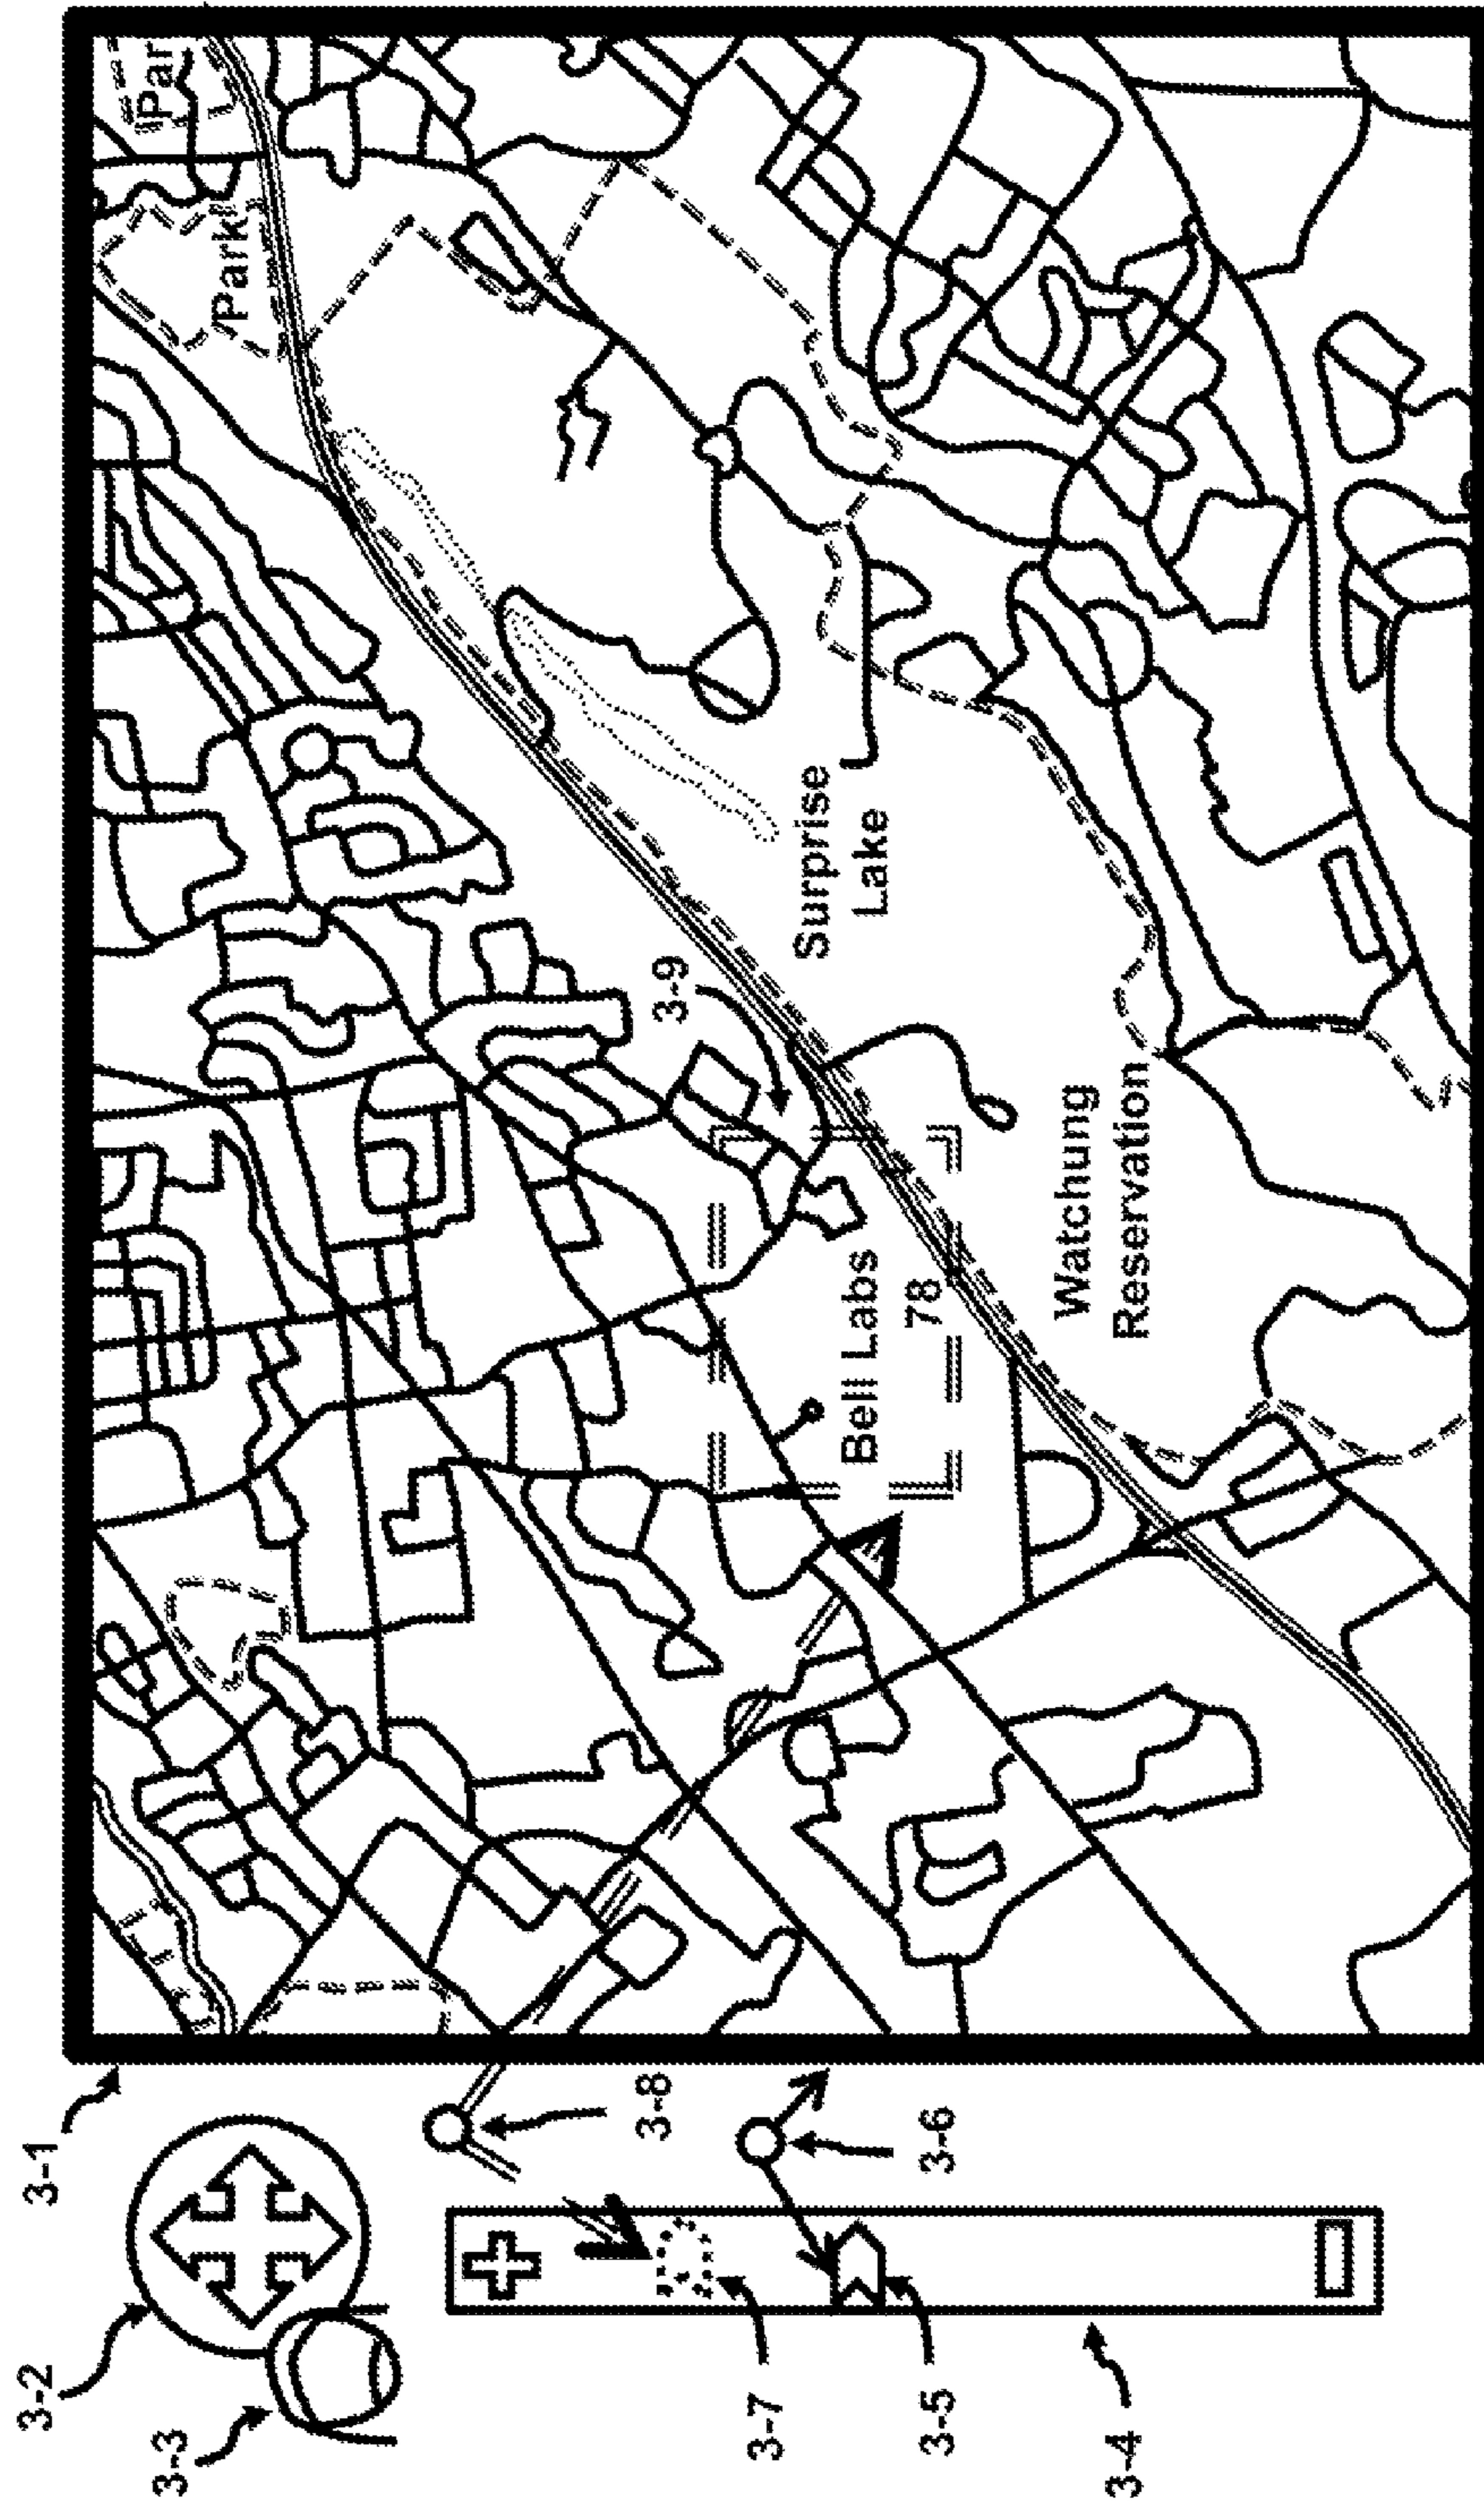 3-1
3-2
3-3
3-8
3-6
3-7
3-5
3-4
Park
Par
Surprise
Lake
3-9
Bell Labs
78
Watchung
Reservation